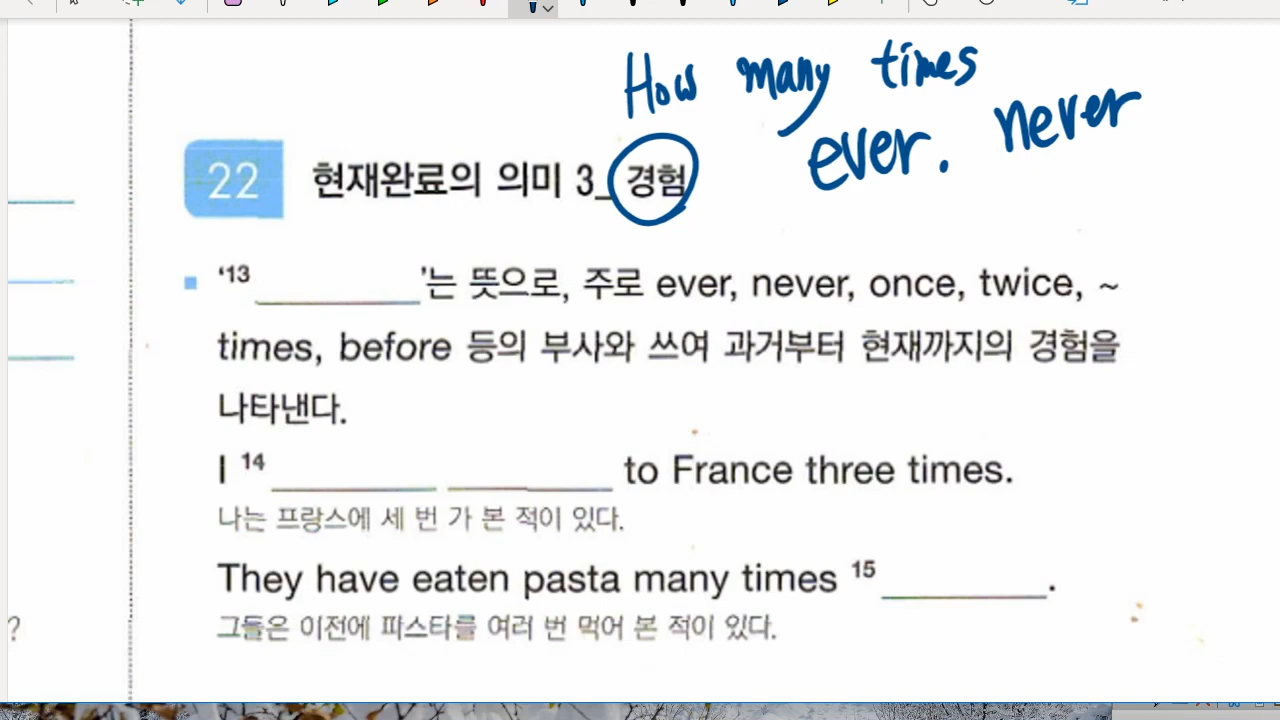 How many times
ever. never
22 현재완료의 의미 3_경험
‘13 ________’는 뜻으로, 주로 ever, never, once, twice, ~
times, before 등의 부사와 쓰여 과거부터 현재까지의 경험을
나타낸다.
I 14 ________ ________ to France three times.
나는 프랑스에 세 번 가 본 적이 있다.
They have eaten pasta many times 15 ________.
그들은 이전에 파스타를 여러 번 먹어 본 적이 있다.
?